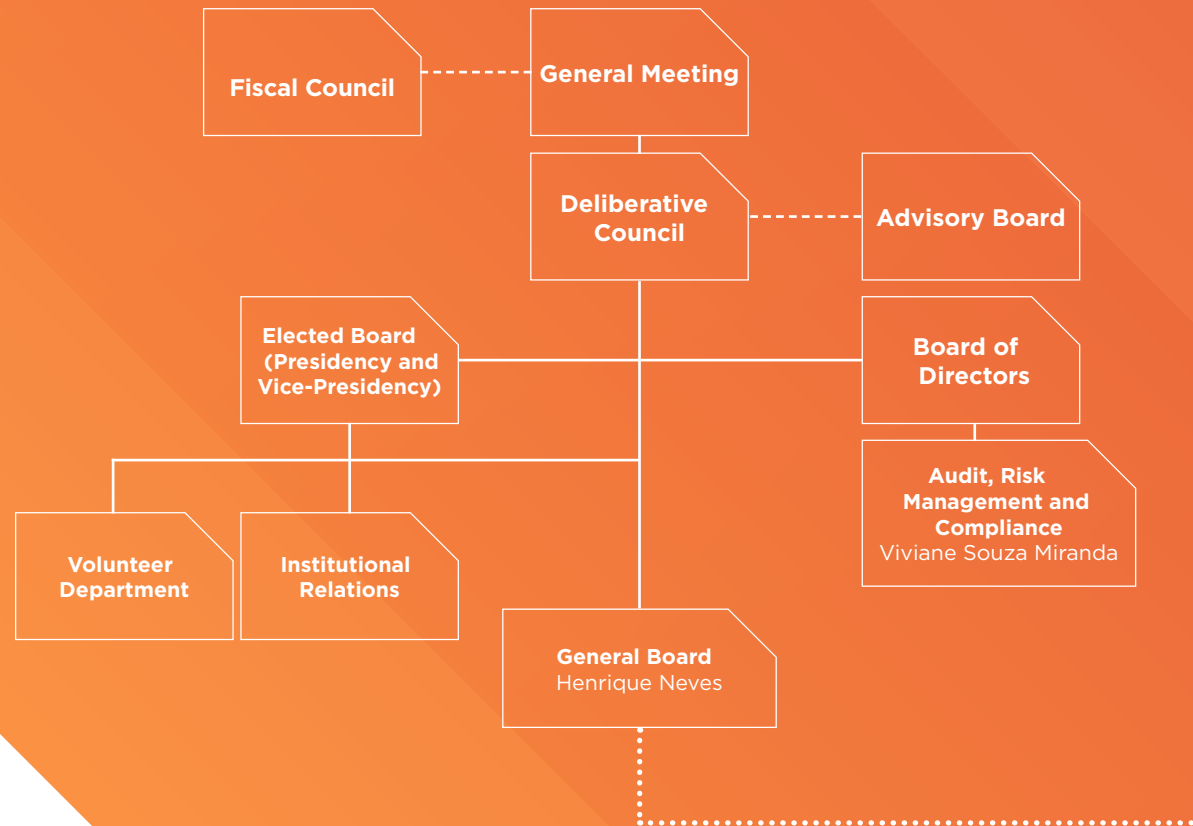 Fiscal Council
General Meeting
Deliberative
Council
Advisory Board
Elected Board
(Presidency and
Vice-Presidency)
Board of
Directors
Audit, Risk
Management and
Compliance
Viviane Souza Miranda
Volunteer
Department
Institutional
Relations
General Board
Henrique Neves